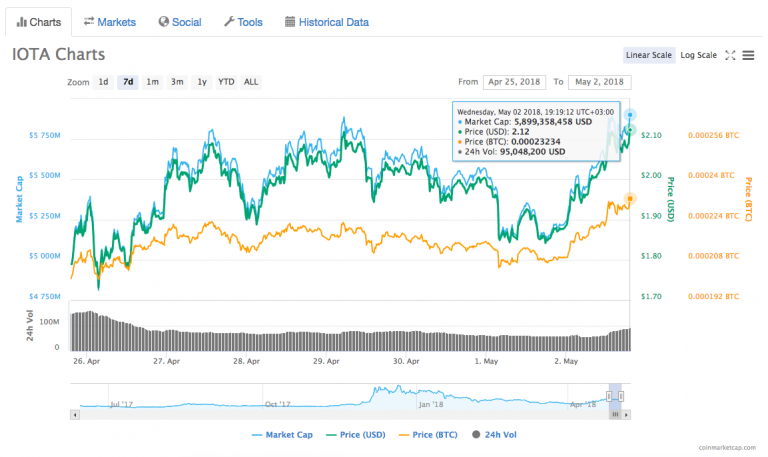 Charts Markets Social Tools Historical Data
IOTA Charts
Linear Scale Log Scale
Zoom 1d 7d 1m 3m 1y YTD ALL From Apr 25, 2018 To May 2, 2018
Wednesday, May 02 2018, 19:19:12 UTC+03:00
Market Cap: 5,899,358,458 USD
Price (USD): 2.12
Price (BTC): 0.00023234
24h Vol: 95,048,200 USD
Market Cap
$5 750M
$5 500M
$5 250M
$5 000M
$4 750M
$2.10
$2.00
$1.90
$1.80
$1.70
Price (USD)
0.000256 BTC
0.00024 BTC
0.000224 BTC
0.000208 BTC
0.000192 BTC
Price (BTC)
24h Vol
100M
0
26. Apr 27. Apr 28. Apr 29. Apr 30. Apr 1. May 2. May
Jul '17 Oct '17 Jan '18 Apr '18
Market Cap Price (USD) Price (BTC) 24h Vol
coinmarketcap.com